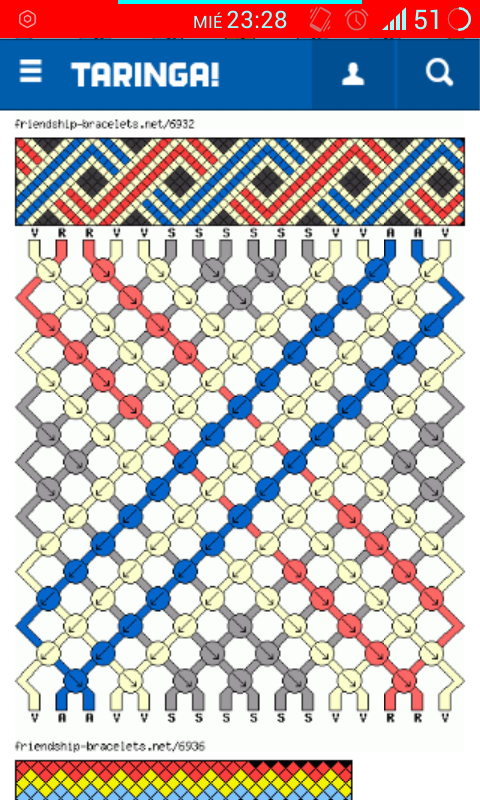 MIÉ 23:28 51
TARINGA!
friendship-bracelets.net/6932
V R R V V S S S S S S V V A A V
V A A V V S S S S S S V V R R V
friendship-bracelets.net/6936